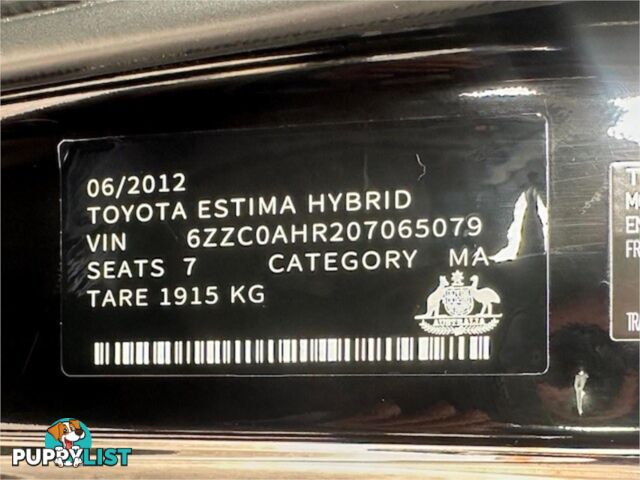 06/2012
TOYOTA ESTIMA HYBRID
VIN 6ZZC0AHR207065079
SEATS 7 CATEGORY MA
TARE 1915 KG
AUSTRALIA
PUPPYLIST